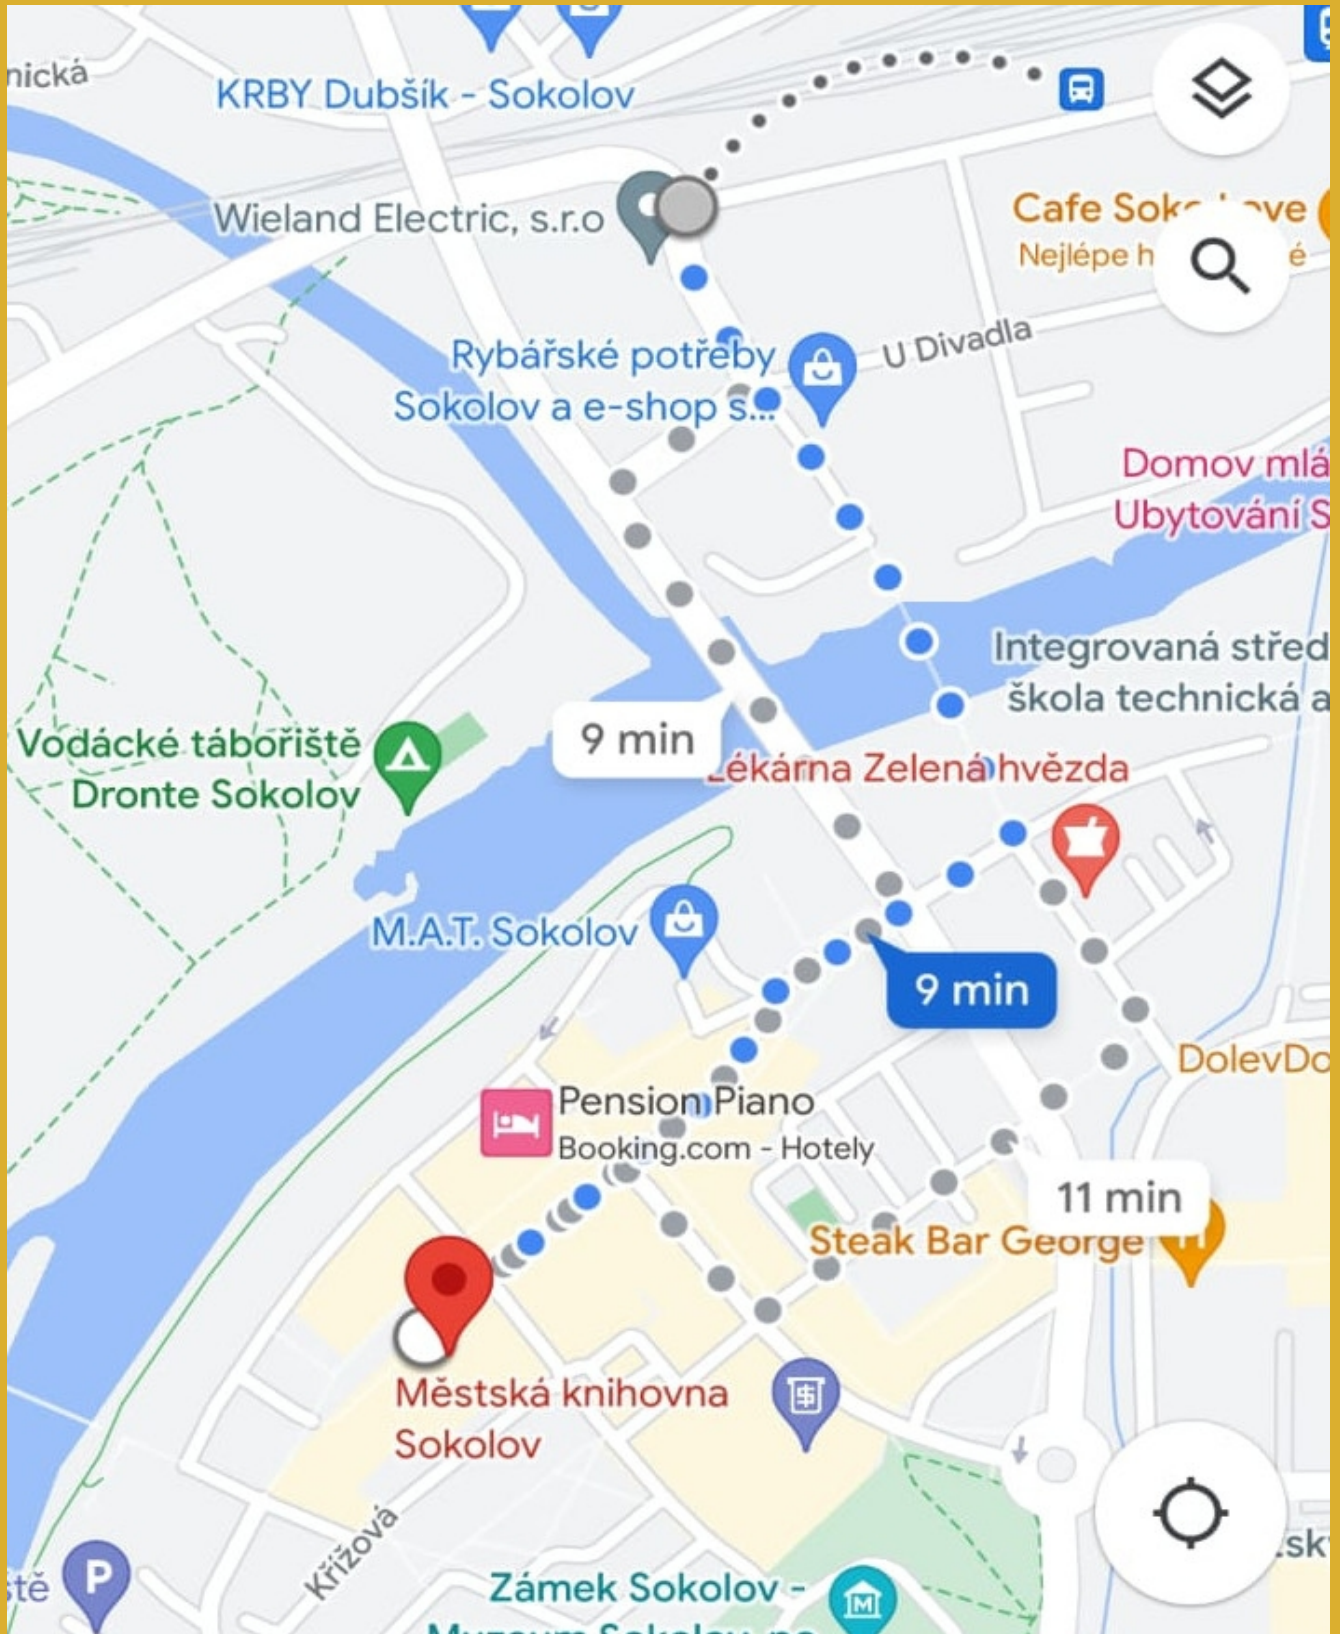 nická
KRBY Dubšík - Sokolov
Wieland Electric, s.r.o
Cafe
Nejlépe
U Divadla
Rybářské potřeby
Sokolov a e-shop s...
Domov mlá
Ubytování S
Integrovaná střed
škola technická a
Vodácké tábořiště
Dronte Sokolov
9 min
Lékárna Zelená hvězda
M.A.T. Sokolov
9 min
DolevDo
Pension Piano
Booking.com - Hotely
11 min
Steak Bar George
Městská knihovna
Sokolov
Křížová
P
Zámek Sokolov -
M